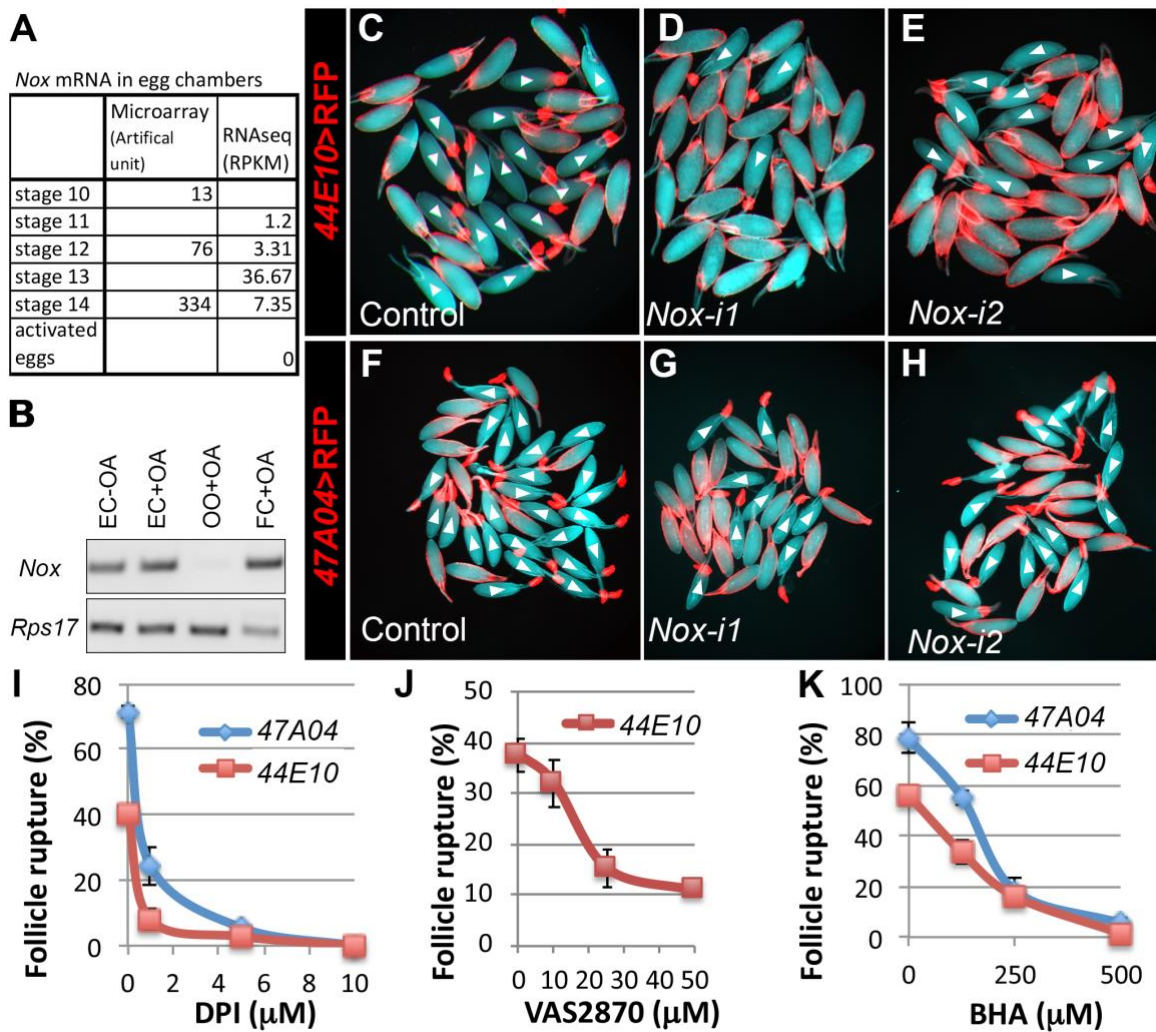 A
Nox mRNA in egg chambers
Microarray (Artifical unit) RNAseq (RPKM)
stage 10 13
stage 11 1.2
stage 12 76 3.31
stage 13 36.67
stage 14 334 7.35
activated eggs 0
B
EC-OA EC+OA OO+OA FC+OA
Nox
Rps17
44E10>RFP
C
Control
D
Nox-i1
E
Nox-i2
47A04>RFP
F
Control
G
Nox-i1
H
Nox-i2
I
Follicle rupture (%)
80
60
40
20
0
47A04
44E10
0 2 4 6 8 10
DPI (μM)
J
Follicle rupture (%)
50
40
30
20
10
0
44E10
0 10 20 30 40 50
VAS2870 (μM)
K
Follicle rupture (%)
100
80
60
40
20
0
47A04
44E10
0 250 500
BHA (μM)